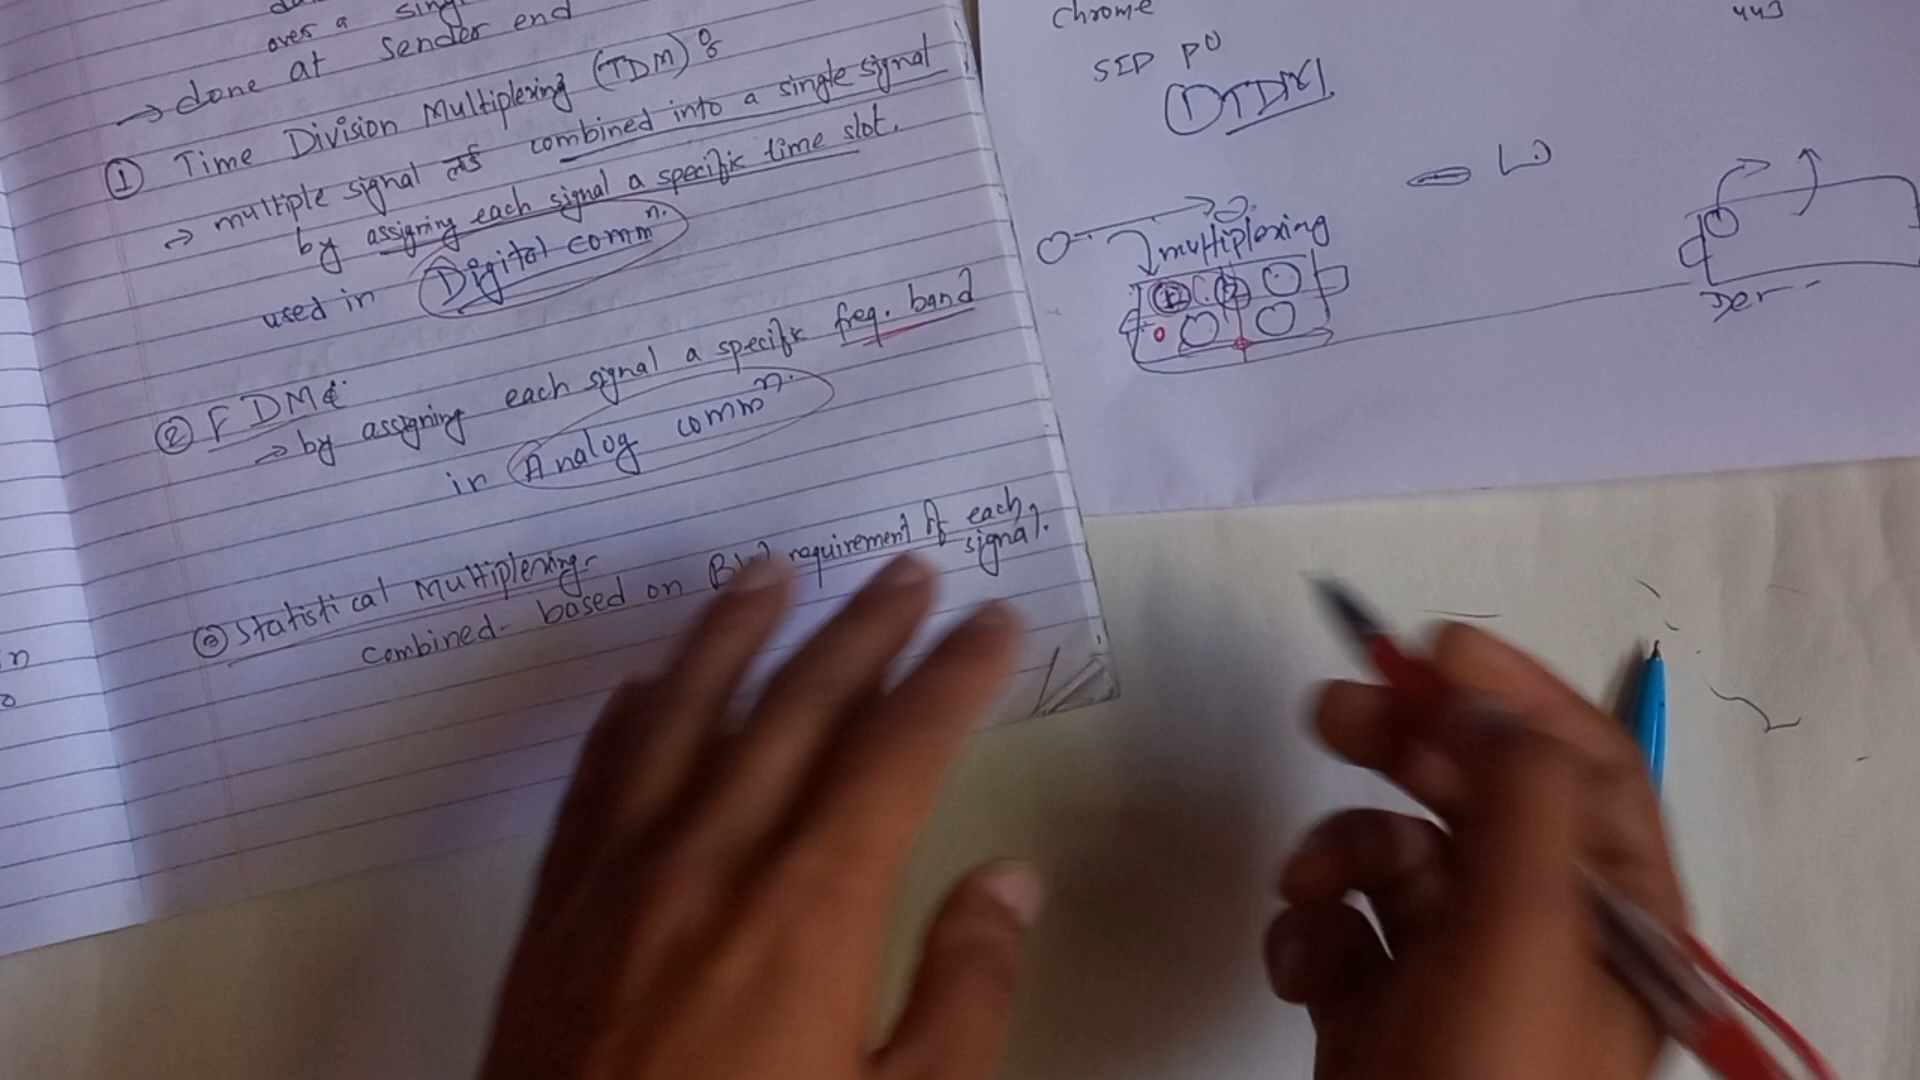 over a
→ done at sender end
① Time Division Multiplexing (TDM) :
→ multiple signal लाई combined into a single signal
by assigning each signal a specific time slot.
used in Digital commⁿ.
② FDM:
→ by assigning each signal a specific freq. band
in Analog commⁿ.
③ Statistical Multiplexing-
Combined- based on requirement of each
signal.
Chrome
443
SIP
① TDM
multiplexing